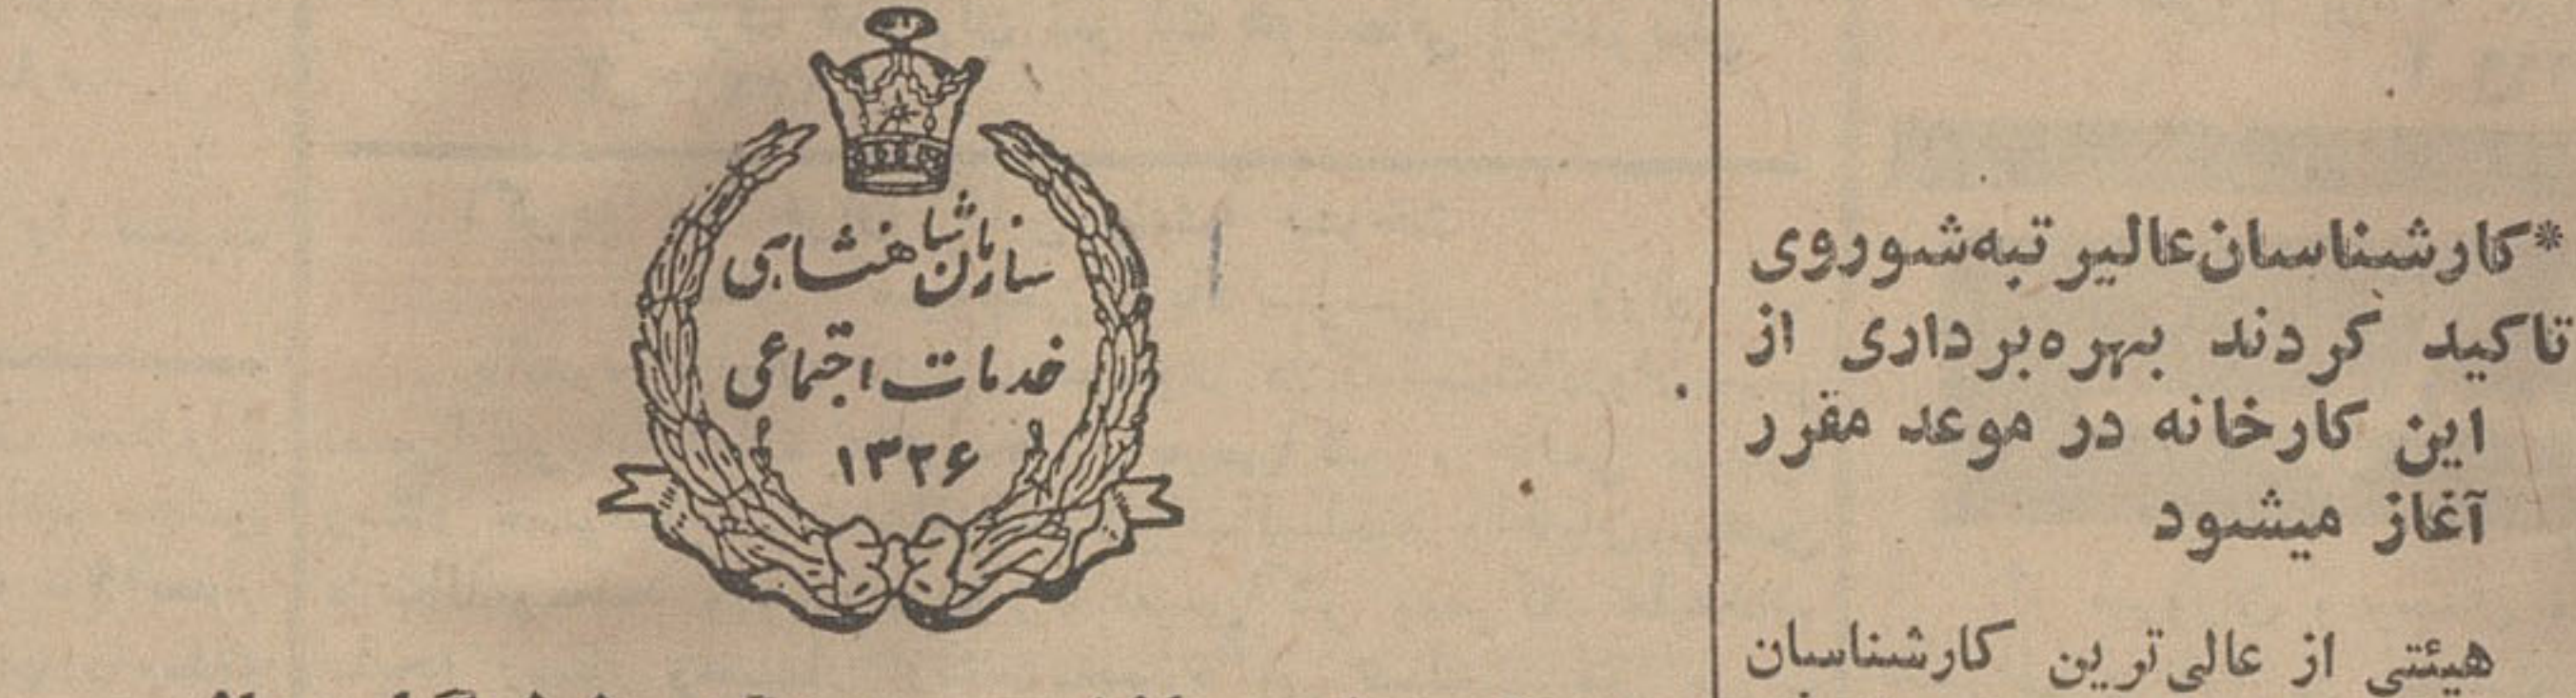 *کارشناسان عالیرتبه شوروی
تاکید کردند بهره‌برداری از
این کارخانه در موعد مقرر
آغاز میشود
هیئتی از عالی‌ترین کارشناسان
سازمان شاهنشاهی
خدمات اجتماعی
۱۳۲۶